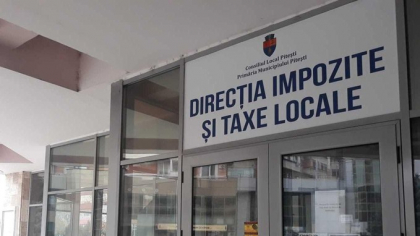 Consiliul Local Pitești
Primăria Municipiului Pitești
DIRECȚIA IMPOZITE
ȘI TAXE LOCALE